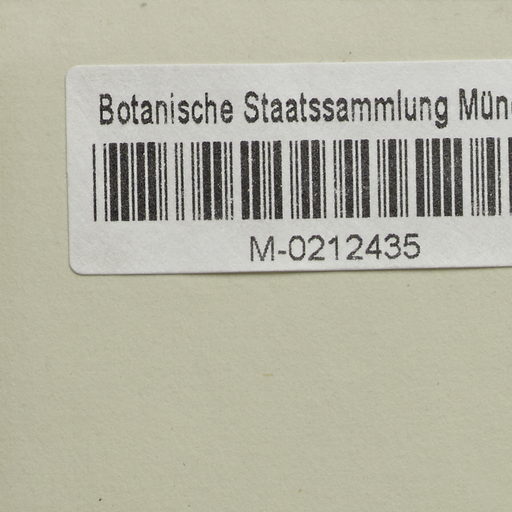 Botanische Staatssammlung Mün
M-0212435